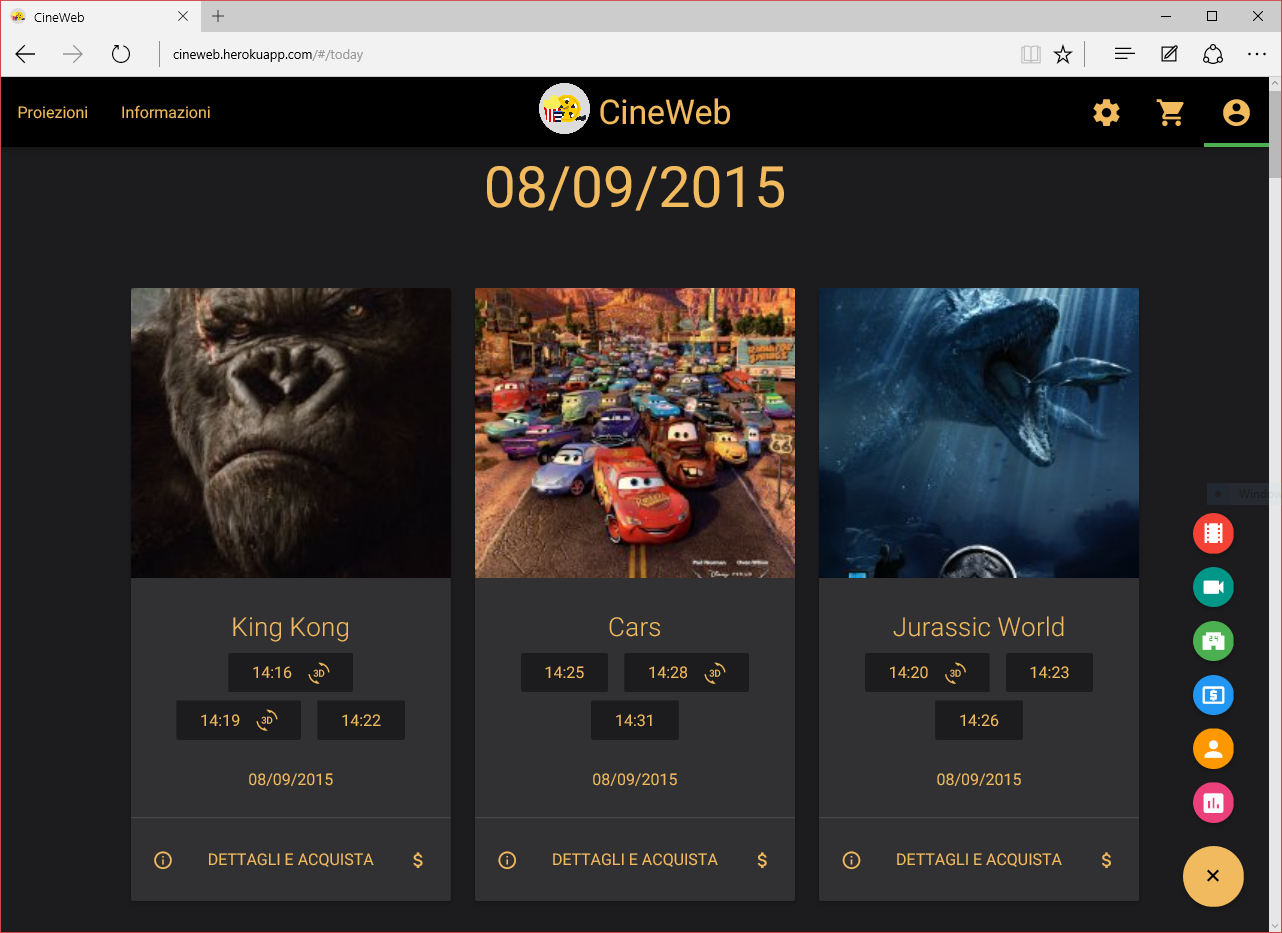 CineWeb
cineweb.herokuapp.com/#/today
Proiezioni
Informazioni
CineWeb
08/09/2015
King Kong
14:16 3D
14:19 3D 14:22
08/09/2015
DETTAGLI E ACQUISTA $
Cars
14:25 14:28 3D
14:31
08/09/2015
DETTAGLI E ACQUISTA $
Jurassic World
14:20 3D 14:23
14:26
08/09/2015
DETTAGLI E ACQUISTA $
66